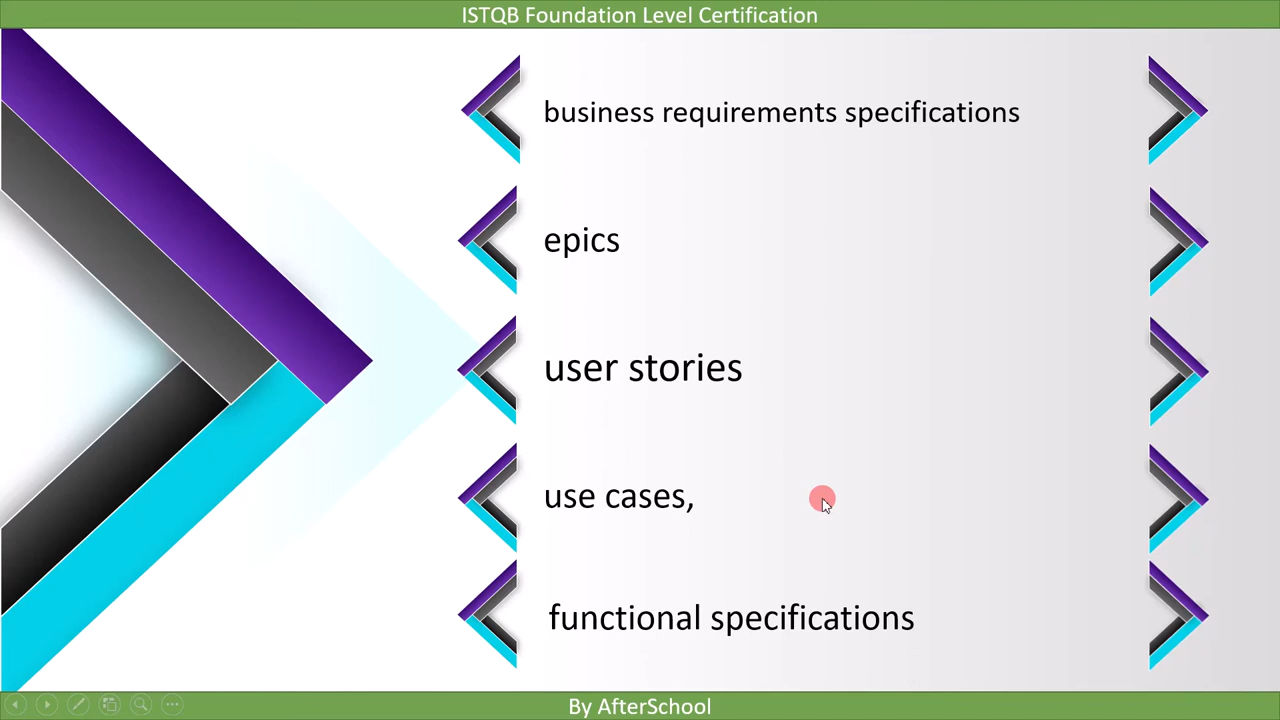 ISTQB Foundation Level Certification
business requirements specifications
epics
user stories
use cases,
functional specifications
By AfterSchool